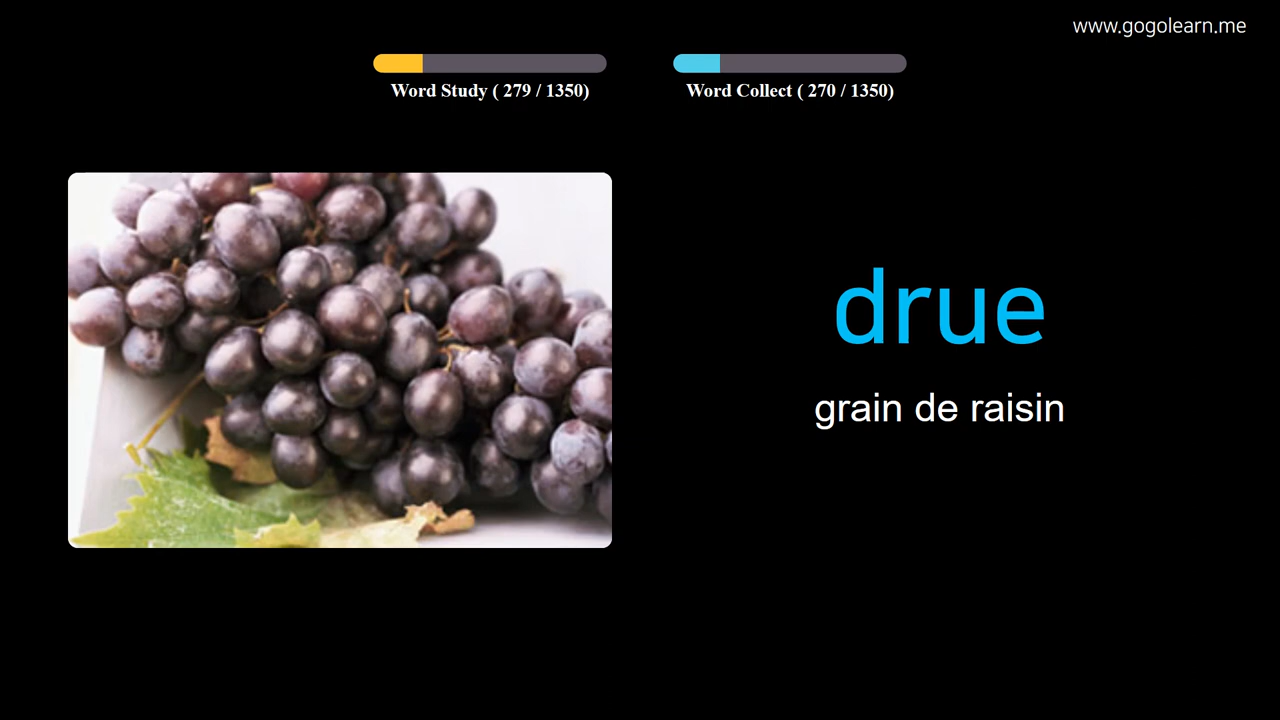 www.gogolearn.me
Word Study ( 279 / 1350)
Word Collect ( 270 / 1350)
drue
grain de raisin